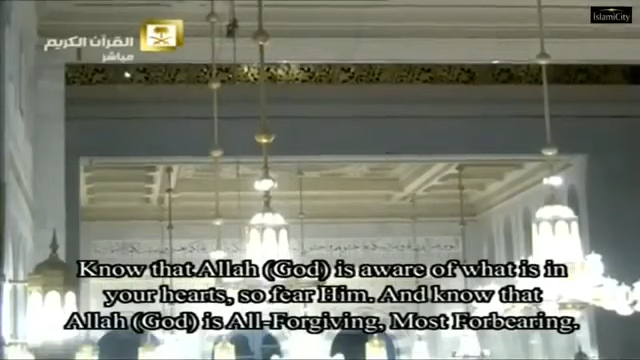 القرآن الكريم
مباشر
IslamiCity
Know that Allah (God) is aware of what is in
your hearts, so fear Him. And know that
Allah (God) is All-Forgiving, Most Forbearing.